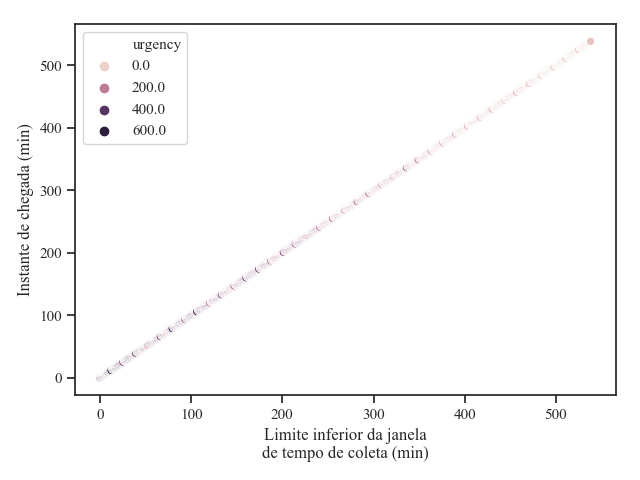 urgency
0.0
200.0
400.0
600.0
500
400
300
200
100
0
Instante de chegada (min)
0 100 200 300 400 500
Limite inferior da janela
de tempo de coleta (min)